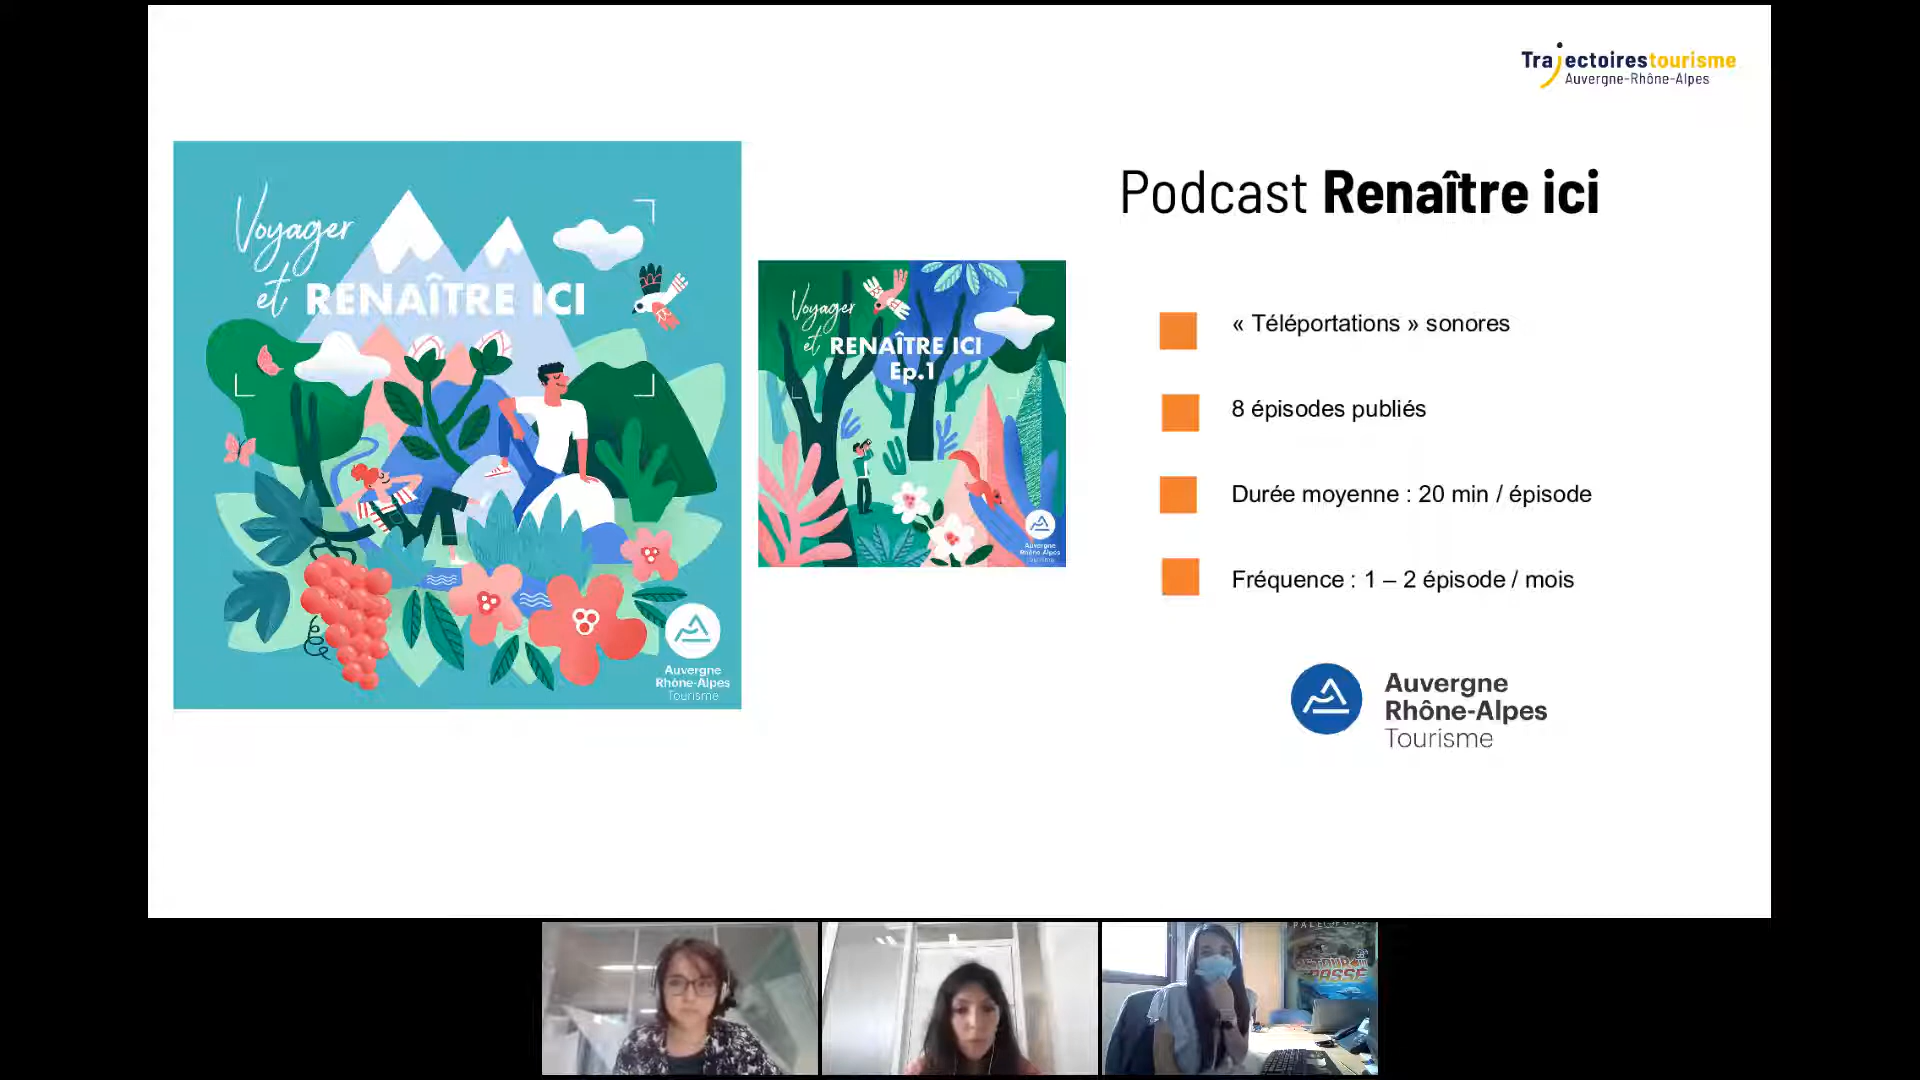 Trajectoirestourisme
Auvergne-Rhône-Alpes
Voyager
et RENAÎTRE ICI
Auvergne
Rhône-Alpes
Tourisme
Voyager
et RENAÎTRE ICI
Ep.1
Auvergne
Rhône-Alpes
Tourisme
Podcast Renaître ici
« Téléportations » sonores
8 épisodes publiés
Durée moyenne : 20 min / épisode
Fréquence : 1 – 2 épisode / mois
Auvergne
Rhône-Alpes
Tourisme